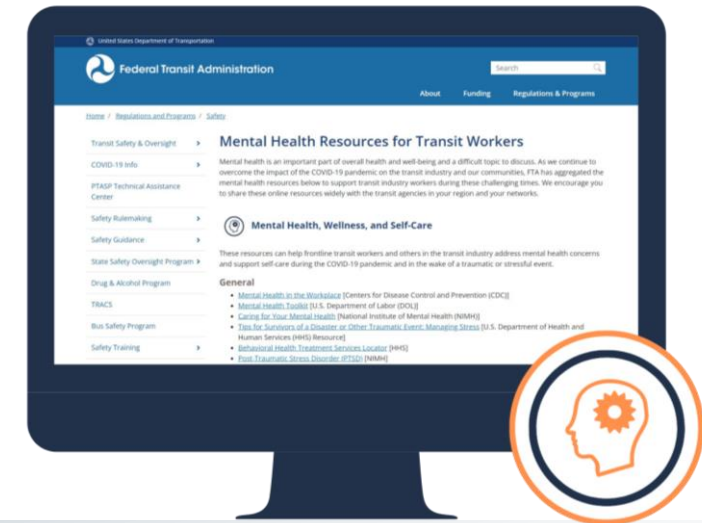 United States Department of Transportation
Federal Transit Administration
Search
About Funding Regulations & Programs
Home / Regulations and Programs / Safety
Transit Safety & Oversight
COVID-19 Info
PTASP Technical Assistance
Center
Safety Rulemaking
Safety Guidance
State Safety Oversight Program
Drug & Alcohol Program
TRACS
Bus Safety Program
Safety Training
Mental Health Resources for Transit Workers
Mental health is an important part of overall health and well-being and a difficult topic to discuss. As we continue to
overcome the impact of the COVID-19 pandemic on the transit industry and our communities, FTA has aggregated the
mental health resources below to support transit industry workers during these challenging times. We encourage you
to share these online resources widely with the transit agencies in your region and your networks.
Mental Health, Wellness, and Self-Care
These resources can help frontline transit workers and others in the transit industry address mental health concerns
and support self-care during the COVID-19 pandemic and in the wake of a traumatic or stressful event.
General
• Mental Health in the Workplace [Centers for Disease Control and Prevention (CDC)]
• Mental Health Toolkit [U.S. Department of Labor (DOL)]
• Caring for Your Mental Health [National Institute of Mental Health (NIMH)]
• Tips for Survivors of a Disaster or Other Traumatic Event: Managing Stress [U.S. Department of Health and
Human Services (HHS) Resource]
• Behavioral Health Treatment Services Locator [HHS]
• Post Traumatic Stress Disorder (PTSD) [NIMH]